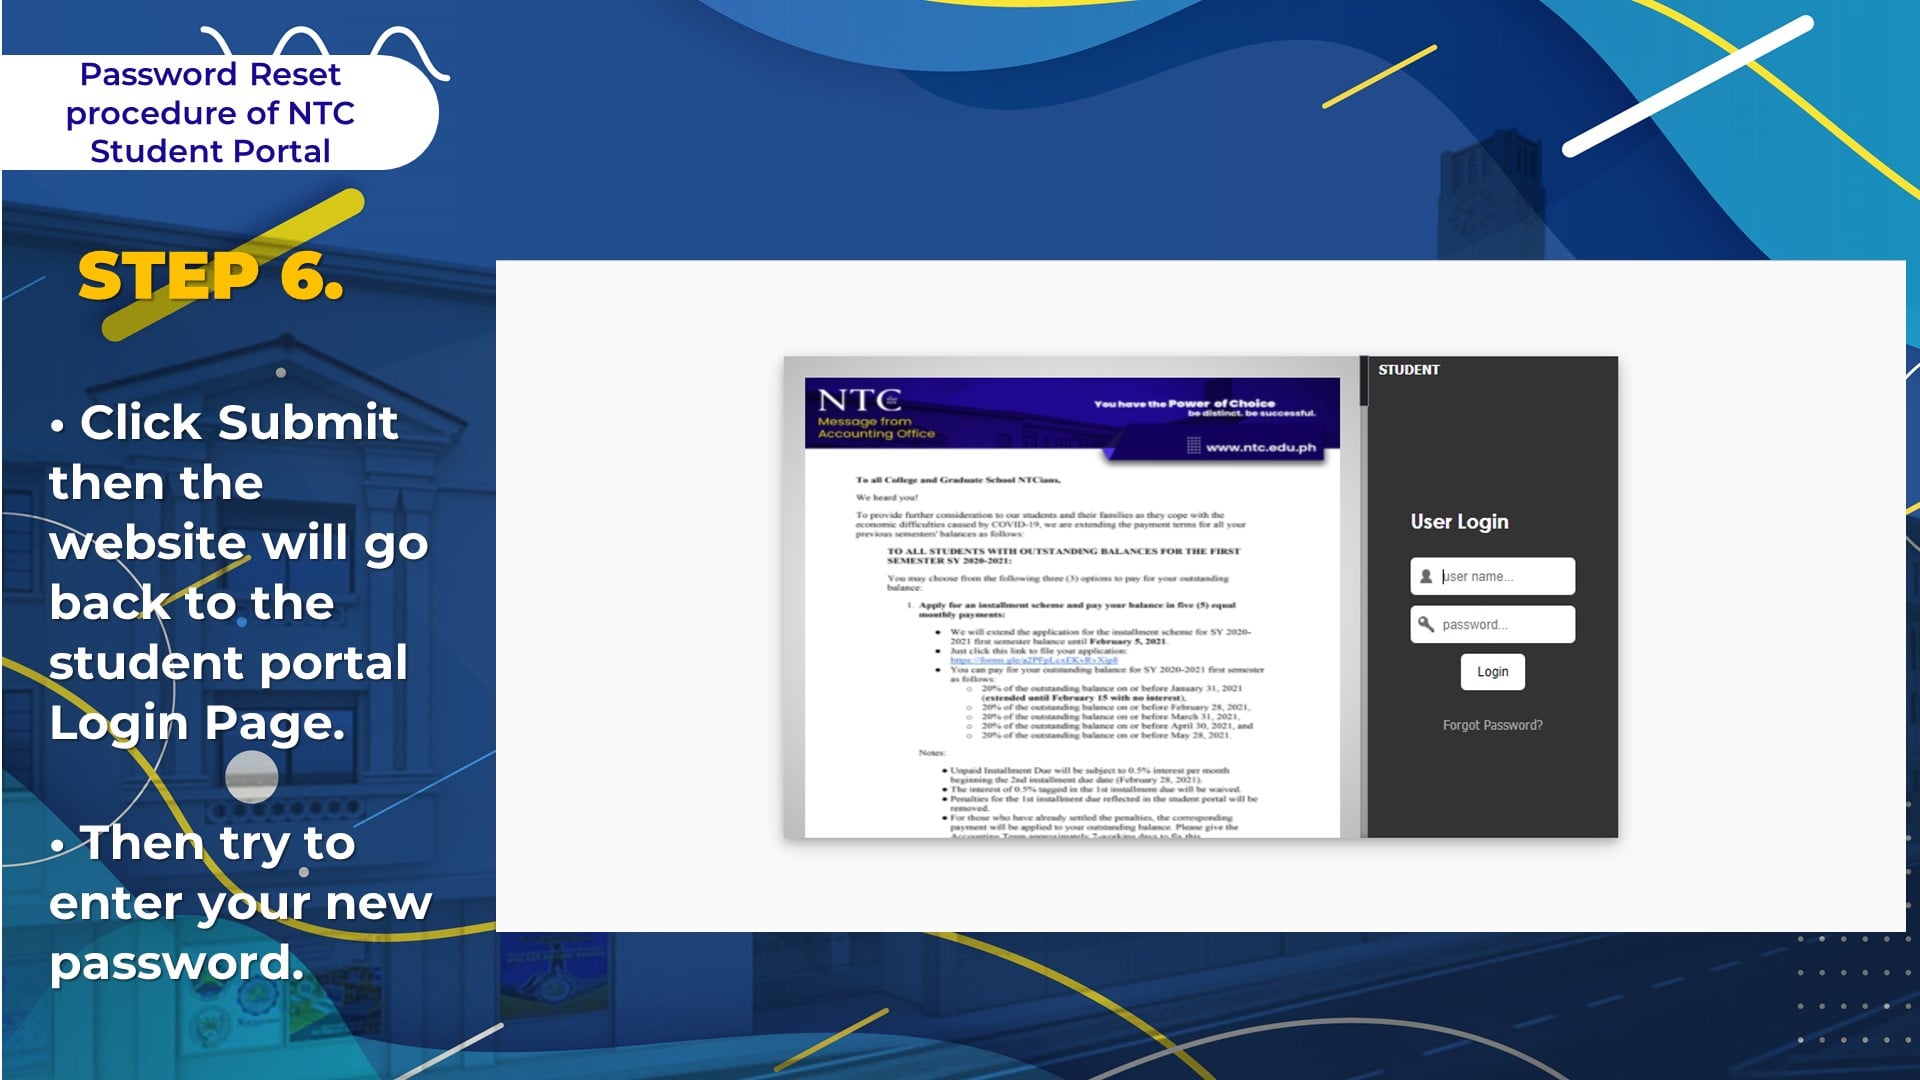 Password Reset
procedure of NTC
Student Portal
STEP 6.
• Click Submit
then the
website will go
back to the
student portal
Login Page.
• Then try to
enter your new
password.
NTC
Message from
Accounting Office
You have the Power of Choice
be distinct. be successful.
www.ntc.edu.ph
To all College and Graduate School NTCians,
We heard you!
To provide further consideration to our students and their families as they cope with the
economic difficulties caused by COVID-19, we are extending the payment terms for all your
previous semesters' balances as follows:
TO ALL STUDENTS WITH OUTSTANDING BALANCES FOR THE FIRST
SEMESTER SY 2020-2021:
You may choose from the following three (3) options to pay for your outstanding
balance:
1. Apply for an installment scheme and pay your balance in five (5) equal
monthly payments:
● We will extend the application for the installment scheme for SY 2020-
2021 first semester balance until February 5, 2021.
● Just click this link to file your application:
● You can pay for your outstanding balance for SY 2020-2021 first semester
as follows:
○ 20% of the outstanding balance on or before January 31, 2021
(extended until February 15 with no interest),
○ 20% of the outstanding balance on or before February 28, 2021,
○ 20% of the outstanding balance on or before March 31, 2021,
○ 20% of the outstanding balance on or before April 30, 2021, and
○ 20% of the outstanding balance on or before May 28, 2021.
Notes:
● Unpaid Installment Due will be subject to 0.5% interest per month
beginning the 2nd installment due date (February 28, 2021).
● The interest of 0.5% tagged in the 1st installment due will be waived.
● Penalties for the 1st installment due reflected in the student portal will be
removed.
● For those who have already settled the penalties, the corresponding
payment will be applied to your outstanding balance. Please give the
Accounting Team approximately 7-working days to fix this
STUDENT
User Login
user name...
password...
Login
Forgot Password?